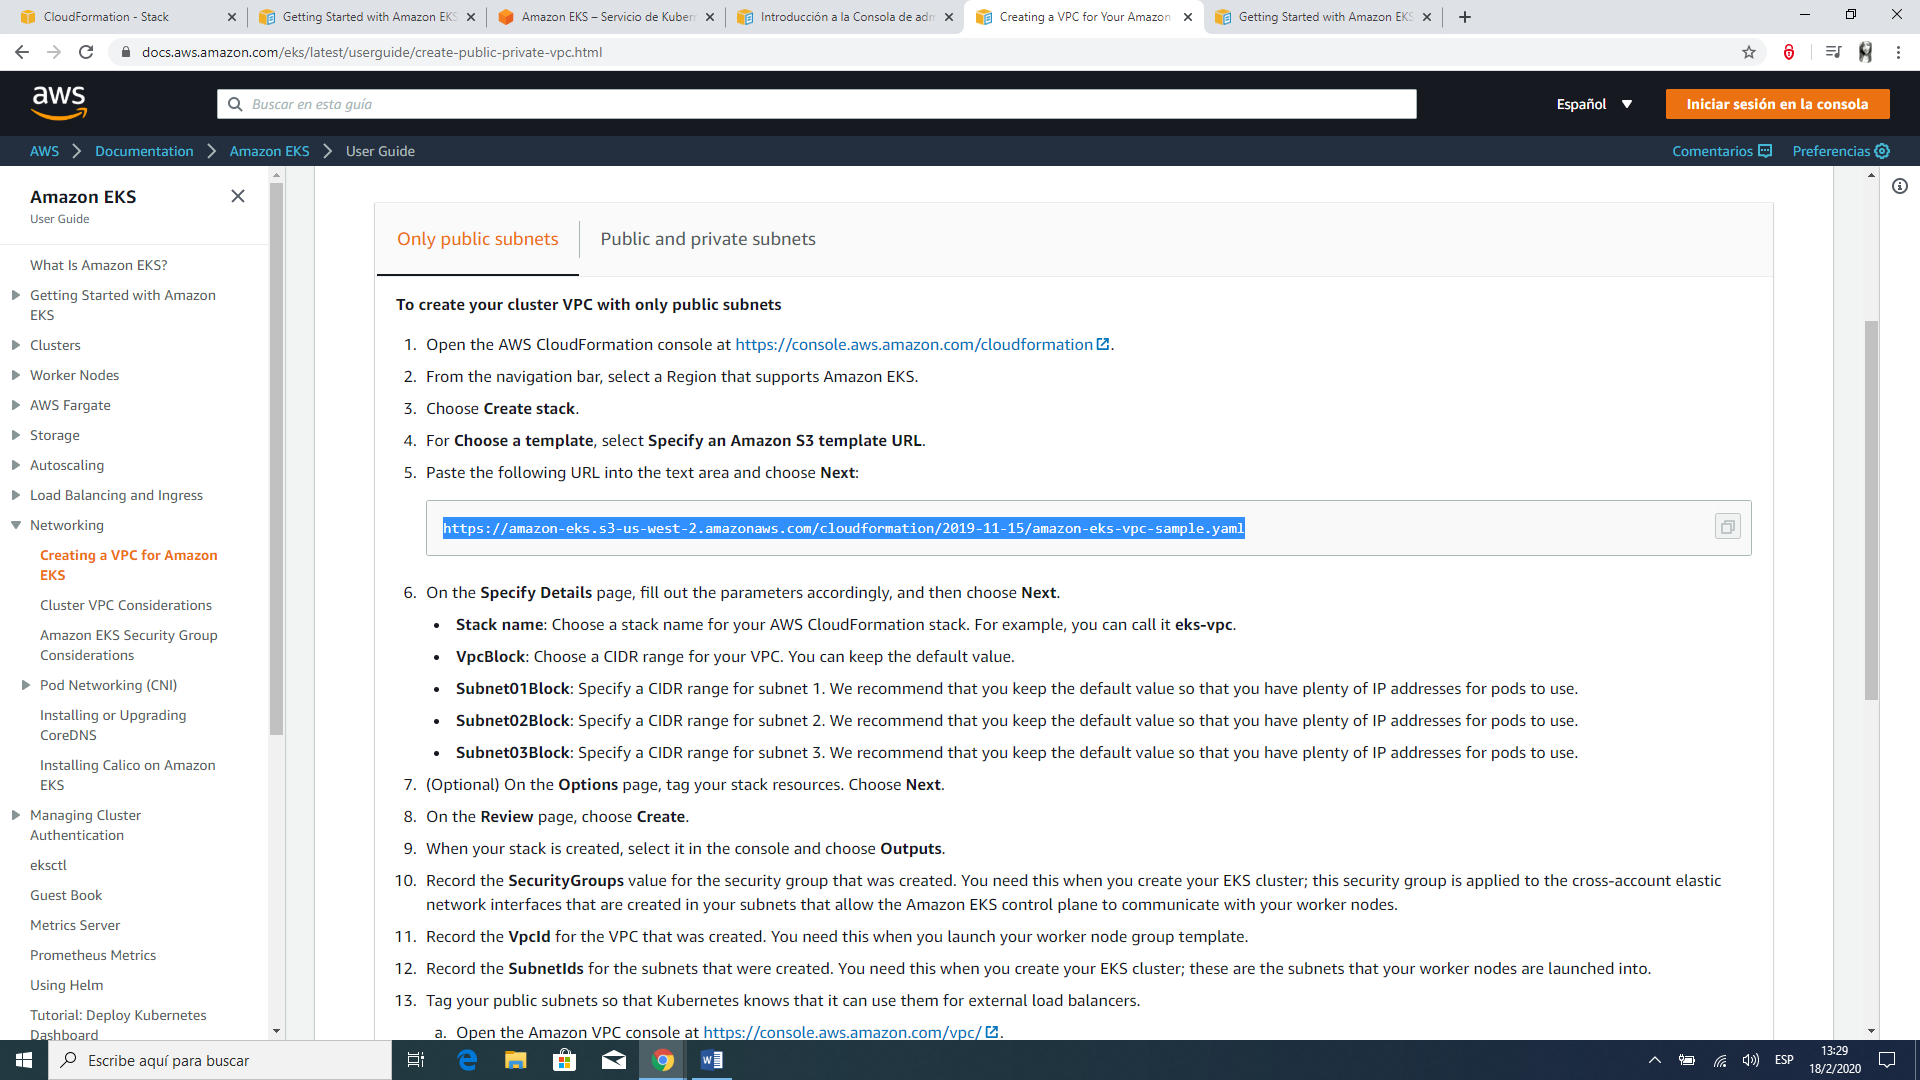 CloudFormation - Stack
Getting Started with Amazon EKS
Amazon EKS – Servicio de Kuber
Introducción a la Consola de adm
Creating a VPC for Your Amazon
Getting Started with Amazon EKS
docs.aws.amazon.com/eks/latest/userguide/create-public-private-vpc.html
aws
Buscar en esta guía
Español
Iniciar sesión en la consola
AWS
Documentation
Amazon EKS
User Guide
Comentarios
Preferencias
Amazon EKS
User Guide
What Is Amazon EKS?
Getting Started with Amazon
EKS
Clusters
Worker Nodes
AWS Fargate
Storage
Autoscaling
Load Balancing and Ingress
Networking
Creating a VPC for Amazon
EKS
Cluster VPC Considerations
Amazon EKS Security Group
Considerations
Pod Networking (CNI)
Installing or Upgrading
CoreDNS
Installing Calico on Amazon
EKS
Managing Cluster
Authentication
eksctl
Guest Book
Metrics Server
Prometheus Metrics
Using Helm
Tutorial: Deploy Kubernetes
Dashboard
Only public subnets
Public and private subnets
To create your cluster VPC with only public subnets
1. Open the AWS CloudFormation console at https://console.aws.amazon.com/cloudformation.
2. From the navigation bar, select a Region that supports Amazon EKS.
3. Choose Create stack.
4. For Choose a template, select Specify an Amazon S3 template URL.
5. Paste the following URL into the text area and choose Next:
https://amazon-eks.s3-us-west-2.amazonaws.com/cloudformation/2019-11-15/amazon-eks-vpc-sample.yaml
6. On the Specify Details page, fill out the parameters accordingly, and then choose Next.
• Stack name: Choose a stack name for your AWS CloudFormation stack. For example, you can call it eks-vpc.
• VpcBlock: Choose a CIDR range for your VPC. You can keep the default value.
• Subnet01Block: Specify a CIDR range for subnet 1. We recommend that you keep the default value so that you have plenty of IP addresses for pods to use.
• Subnet02Block: Specify a CIDR range for subnet 2. We recommend that you keep the default value so that you have plenty of IP addresses for pods to use.
• Subnet03Block: Specify a CIDR range for subnet 3. We recommend that you keep the default value so that you have plenty of IP addresses for pods to use.
7. (Optional) On the Options page, tag your stack resources. Choose Next.
8. On the Review page, choose Create.
9. When your stack is created, select it in the console and choose Outputs.
10. Record the SecurityGroups value for the security group that was created. You need this when you create your EKS cluster; this security group is applied to the cross-account elastic
network interfaces that are created in your subnets that allow the Amazon EKS control plane to communicate with your worker nodes.
11. Record the VpcId for the VPC that was created. You need this when you launch your worker node group template.
12. Record the SubnetIds for the subnets that were created. You need this when you create your EKS cluster; these are the subnets that your worker nodes are launched into.
13. Tag your public subnets so that Kubernetes knows that it can use them for external load balancers.
a. Open the Amazon VPC console at https://console.aws.amazon.com/vpc/.
Escribe aquí para buscar
ESP
13:29
18/2/2020